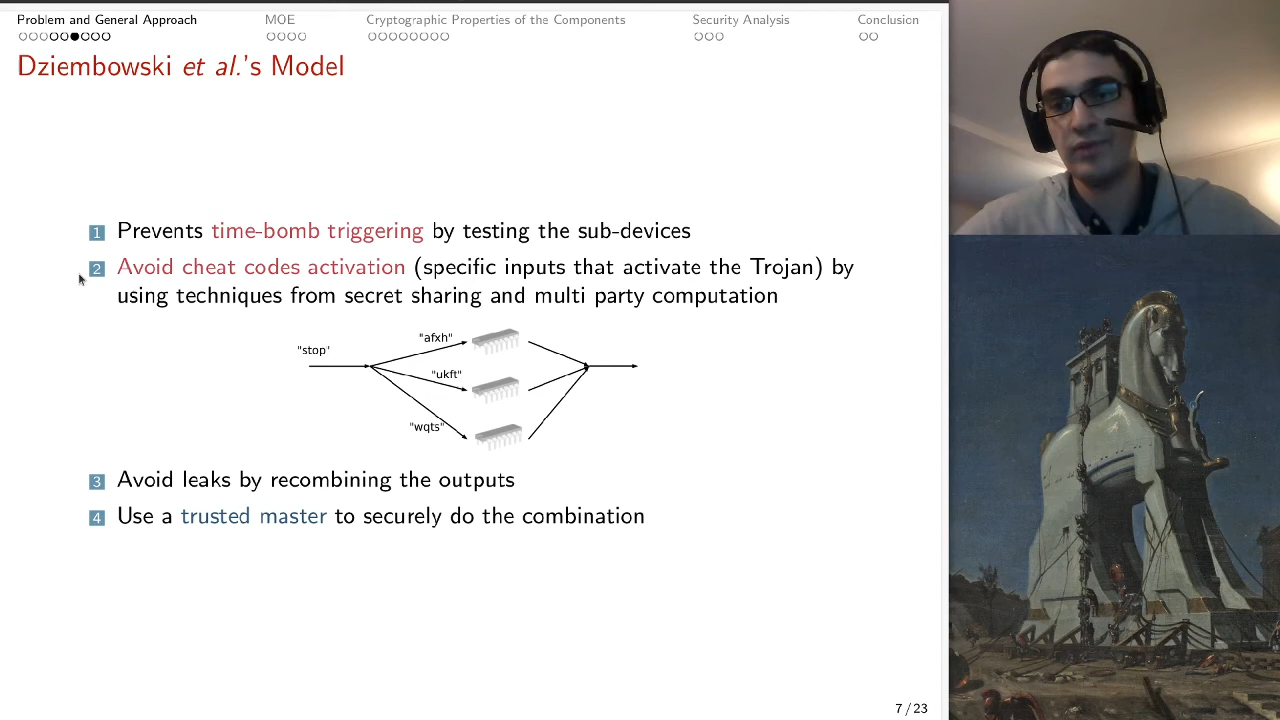 Problem and General Approach
MOE
Cryptographic Properties of the Components
Security Analysis
Conclusion
Dziembowski et al.'s Model
1 Prevents time-bomb triggering by testing the sub-devices
2 Avoid cheat codes activation (specific inputs that activate the Trojan) by
using techniques from secret sharing and multi party computation
"stop'
"afxh"
"ukft"
"wqts"
3 Avoid leaks by recombining the outputs
4 Use a trusted master to securely do the combination
7 / 23